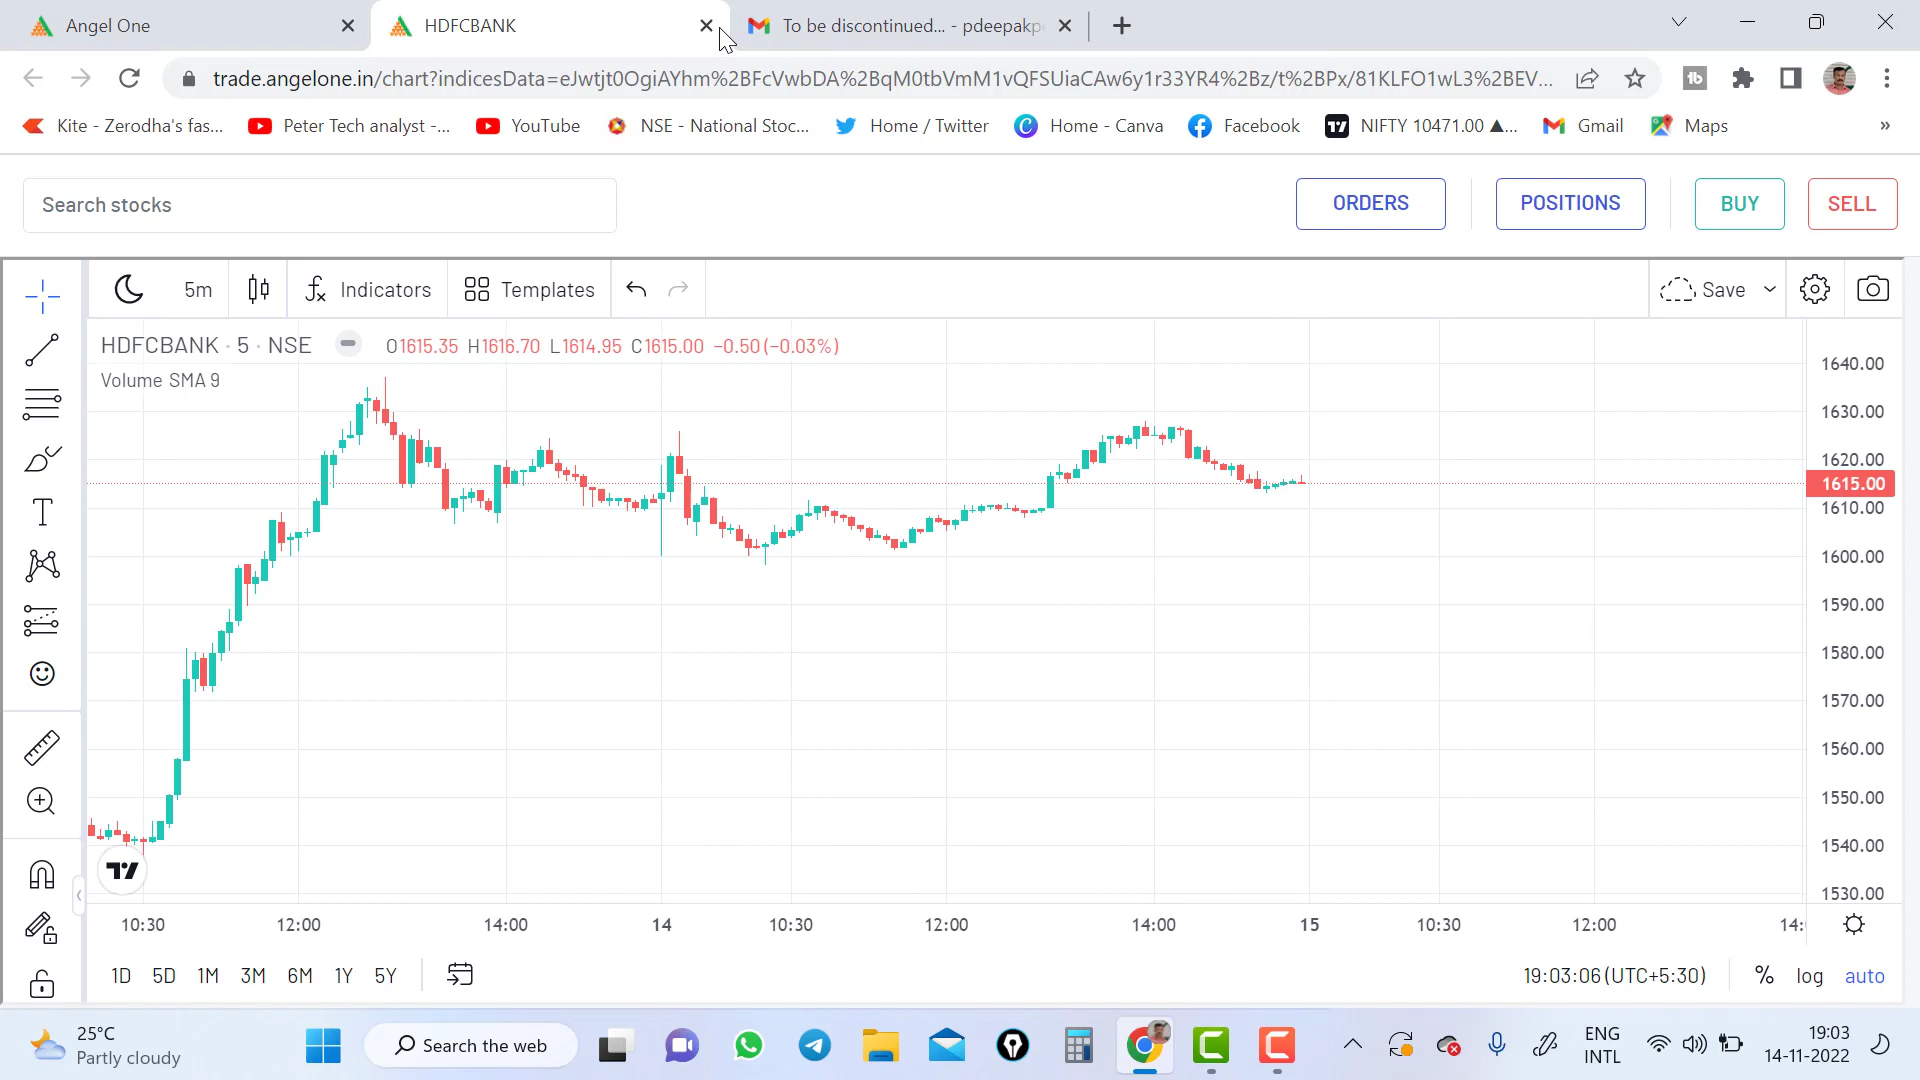 Angel One
HDFCBANK
To be discontinued... - pdeepakp
trade.angelone.in/chart?indicesData=eJwtjt0OgiAYhm%2BFcVwbDA%2BqM0tbVmM1vQFSUiaCAw6y1r33YR4%2Bz/t%2BPx/81KLFO1wL3%2BEV...
Kite - Zerodha's fas...
Peter Tech analyst -...
YouTube
NSE - National Stoc...
Home / Twitter
Home - Canva
Facebook
NIFTY 10471.00 ▲...
Gmail
Maps
»
Search stocks
ORDERS
POSITIONS
BUY
SELL
5m
Indicators
Templates
Save
HDFCBANK · 5 · NSE
O1615.35 H1616.70 L1614.95 C1615.00 −0.50 (−0.03%)
Volume SMA 9
1640.00
1630.00
1620.00
1615.00
1610.00
1600.00
1590.00
1580.00
1570.00
1560.00
1550.00
1540.00
1530.00
10:30
12:00
14:00
14
10:30
12:00
14:00
15
10:30
12:00
14:
1D 5D 1M 3M 6M 1Y 5Y
19:03:06 (UTC+5:30)
% log auto
25°C
Partly cloudy
Search the web
ENG
INTL
19:03
14-11-2022